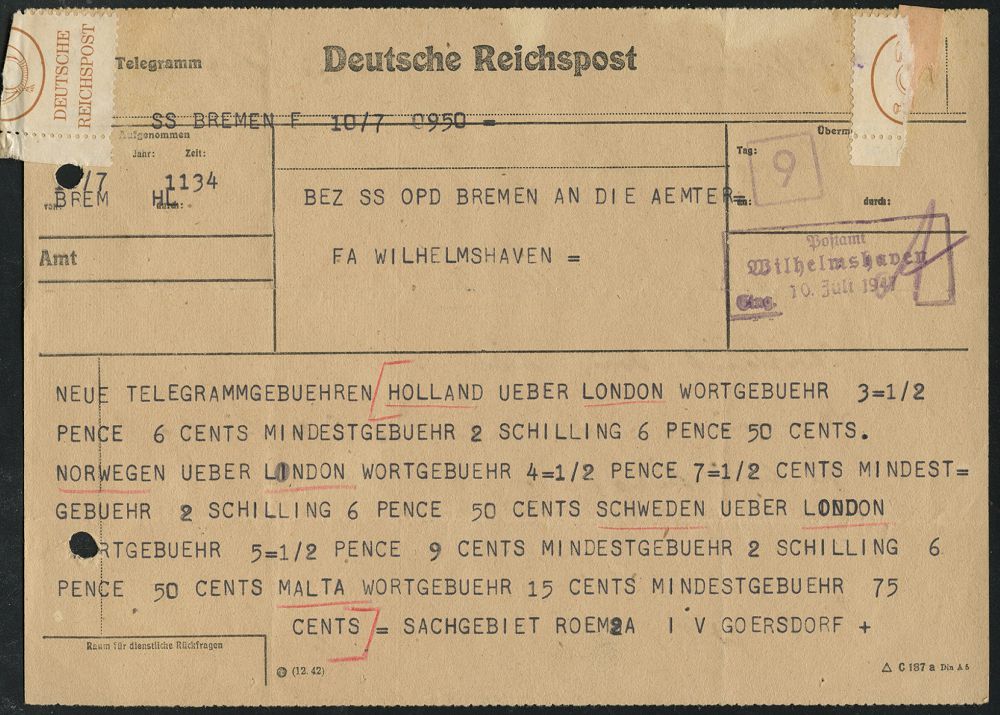 DEUTSCHE
REICHSPOST
Telegramm
Deutsche Reichspost
SS BREMEN F 10/7 0950 =
Aufgenommen
Jahr: Zeit:
/7 1134
BREM HL
durch:
BEZ SS OPD BREMEN AN DIE AEMTER=
FA WILHELMSHAVEN =
Tag:
9
durch:
Amt
Postamt
Wilhelmshaven
Eing. 10. Juli 194
NEUE TELEGRAMMGEBUEHREN HOLLAND UEBER LONDON WORTGEBUEHR 3=1/2
PENCE 6 CENTS MINDESTGEBUEHR 2 SCHILLING 6 PENCE 50 CENTS.
NORWEGEN UEBER LONDON WORTGEBUEHR 4=1/2 PENCE 7=1/2 CENTS MINDEST=
GEBUEHR 2 SCHILLING 6 PENCE 50 CENTS SCHWEDEN UEBER LONDON
RTGEBUEHR 5=1/2 PENCE 9 CENTS MINDESTGEBUEHR 2 SCHILLING 6
PENCE 50 CENTS MALTA WORTGEBUEHR 15 CENTS MINDESTGEBUEHR 75
CENTS = SACHGEBIET ROEM2A I V GOERSDORF +
Raum für dienstliche Rückfragen
(12.42)
△ C 187 a Din A 5